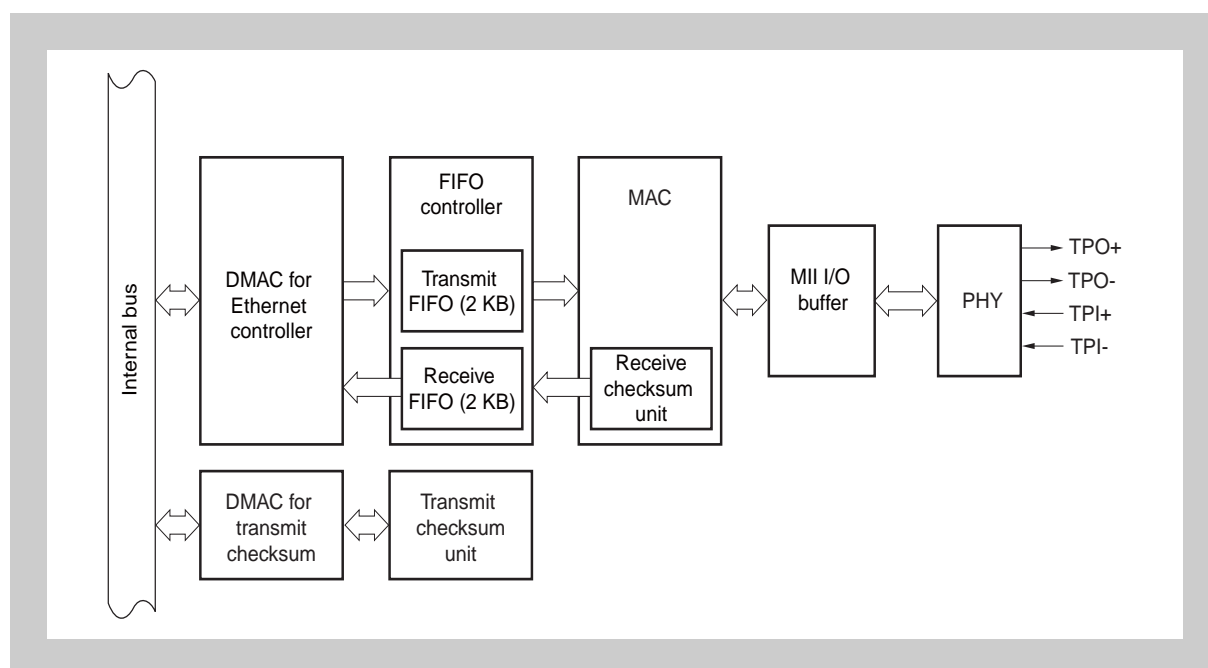 Internal bus
DMAC for
Ethernet
controller
FIFO
controller
Transmit
FIFO (2 KB)
Receive
FIFO (2 KB)
MAC
Receive
checksum
unit
MII I/O
buffer
PHY
TPO+
TPO-
TPI+
TPI-
DMAC for
transmit
checksum
Transmit
checksum
unit